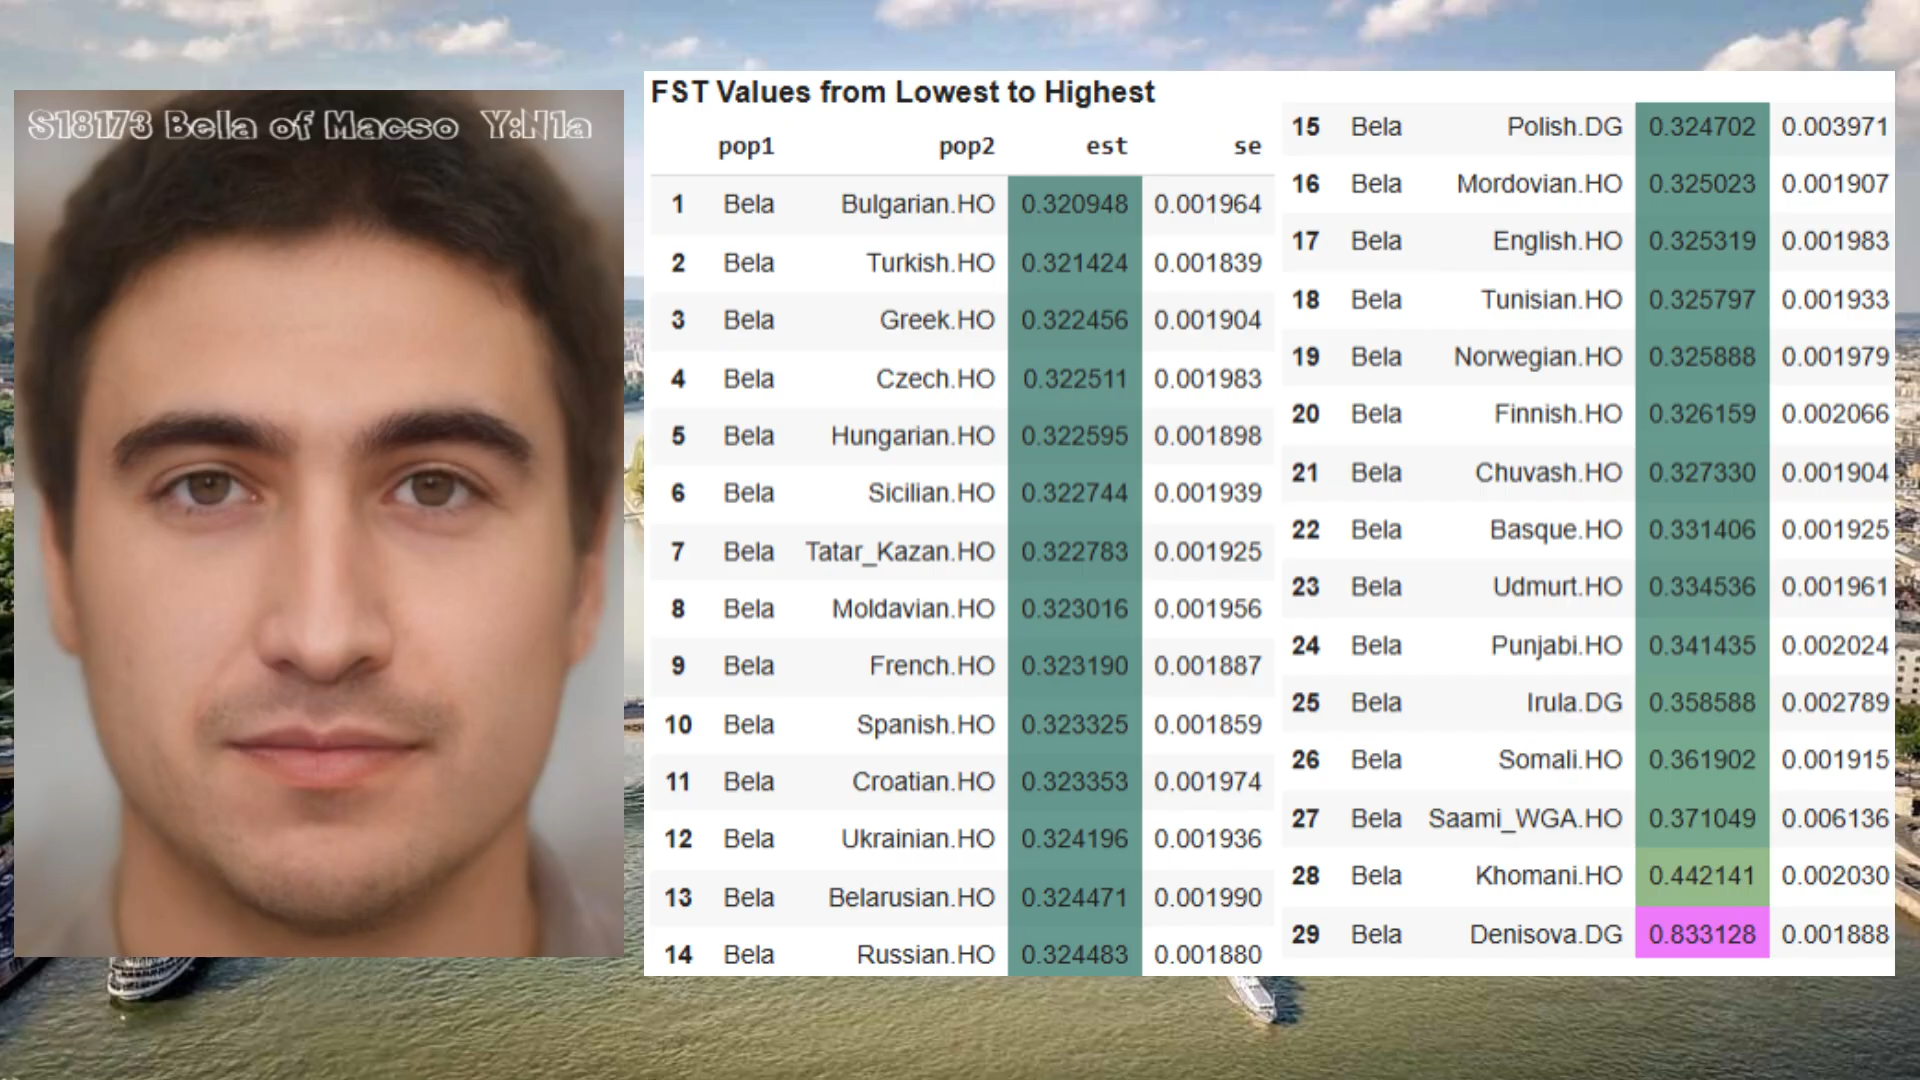 S18173 Bela of Macso Y:N1a
FST Values from Lowest to Highest
pop1 pop2 est se
1 Bela Bulgarian.HO 0.320948 0.001964
2 Bela Turkish.HO 0.321424 0.001839
3 Bela Greek.HO 0.322456 0.001904
4 Bela Czech.HO 0.322511 0.001983
5 Bela Hungarian.HO 0.322595 0.001898
6 Bela Sicilian.HO 0.322744 0.001939
7 Bela Tatar_Kazan.HO 0.322783 0.001925
8 Bela Moldavian.HO 0.323016 0.001956
9 Bela French.HO 0.323190 0.001887
10 Bela Spanish.HO 0.323325 0.001859
11 Bela Croatian.HO 0.323353 0.001974
12 Bela Ukrainian.HO 0.324196 0.001936
13 Bela Belarusian.HO 0.324471 0.001990
14 Bela Russian.HO 0.324483 0.001880
15 Bela Polish.DG 0.324702 0.003971
16 Bela Mordovian.HO 0.325023 0.001907
17 Bela English.HO 0.325319 0.001983
18 Bela Tunisian.HO 0.325797 0.001933
19 Bela Norwegian.HO 0.325888 0.001979
20 Bela Finnish.HO 0.326159 0.002066
21 Bela Chuvash.HO 0.327330 0.001904
22 Bela Basque.HO 0.331406 0.001925
23 Bela Udmurt.HO 0.334536 0.001961
24 Bela Punjabi.HO 0.341435 0.002024
25 Bela Irula.DG 0.358588 0.002789
26 Bela Somali.HO 0.361902 0.001915
27 Bela Saami_WGA.HO 0.371049 0.006136
28 Bela Khomani.HO 0.442141 0.002030
29 Bela Denisova.DG 0.833128 0.001888